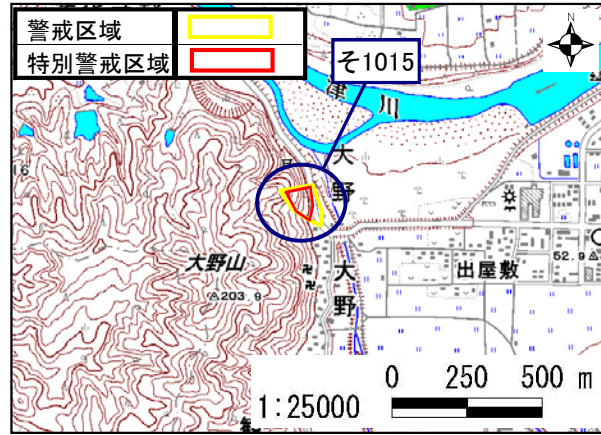 警戒区域
特別警戒区域
そ1015
N
津川
大野
大野
大野山
203.9
出屋敷
52.9
16
0 250 500 m
1:25000